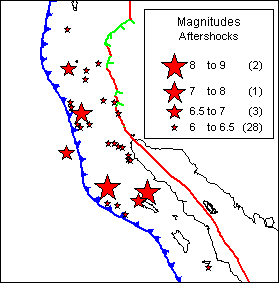 Magnitudes
Aftershocks
8 to 9 (2)
7 to 8 (1)
6.5 to 7 (3)
6 to 6.5 (28)